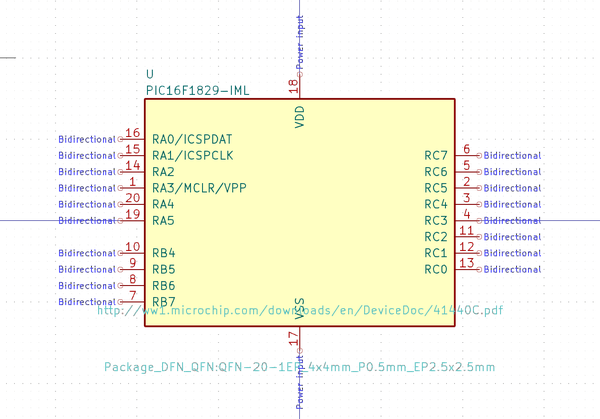 Power input
18
U
PIC16F1829-IML
VDD
Bidirectional 16 RA0/ICSPDAT
Bidirectional 15 RA1/ICSPCLK RC7 6 Bidirectional
Bidirectional 14 RA2 RC6 5 Bidirectional
Bidirectional 1 RA3/MCLR/VPP RC5 2 Bidirectional
Bidirectional 20 RA4 RC4 3 Bidirectional
Bidirectional 19 RA5 RC3 4 Bidirectional
RC2 11 Bidirectional
Bidirectional 10 RB4 RC1 12 Bidirectional
Bidirectional 9 RB5 RC0 13 Bidirectional
Bidirectional 8 RB6
Bidirectional 7 RB7
VSS
http://ww1.microchip.com/downloads/en/DeviceDoc/41440C.pdf
17
Package_DFN_QFN:QFN-20-1EP_4x4mm_P0.5mm_EP2.5x2.5mm
Power input